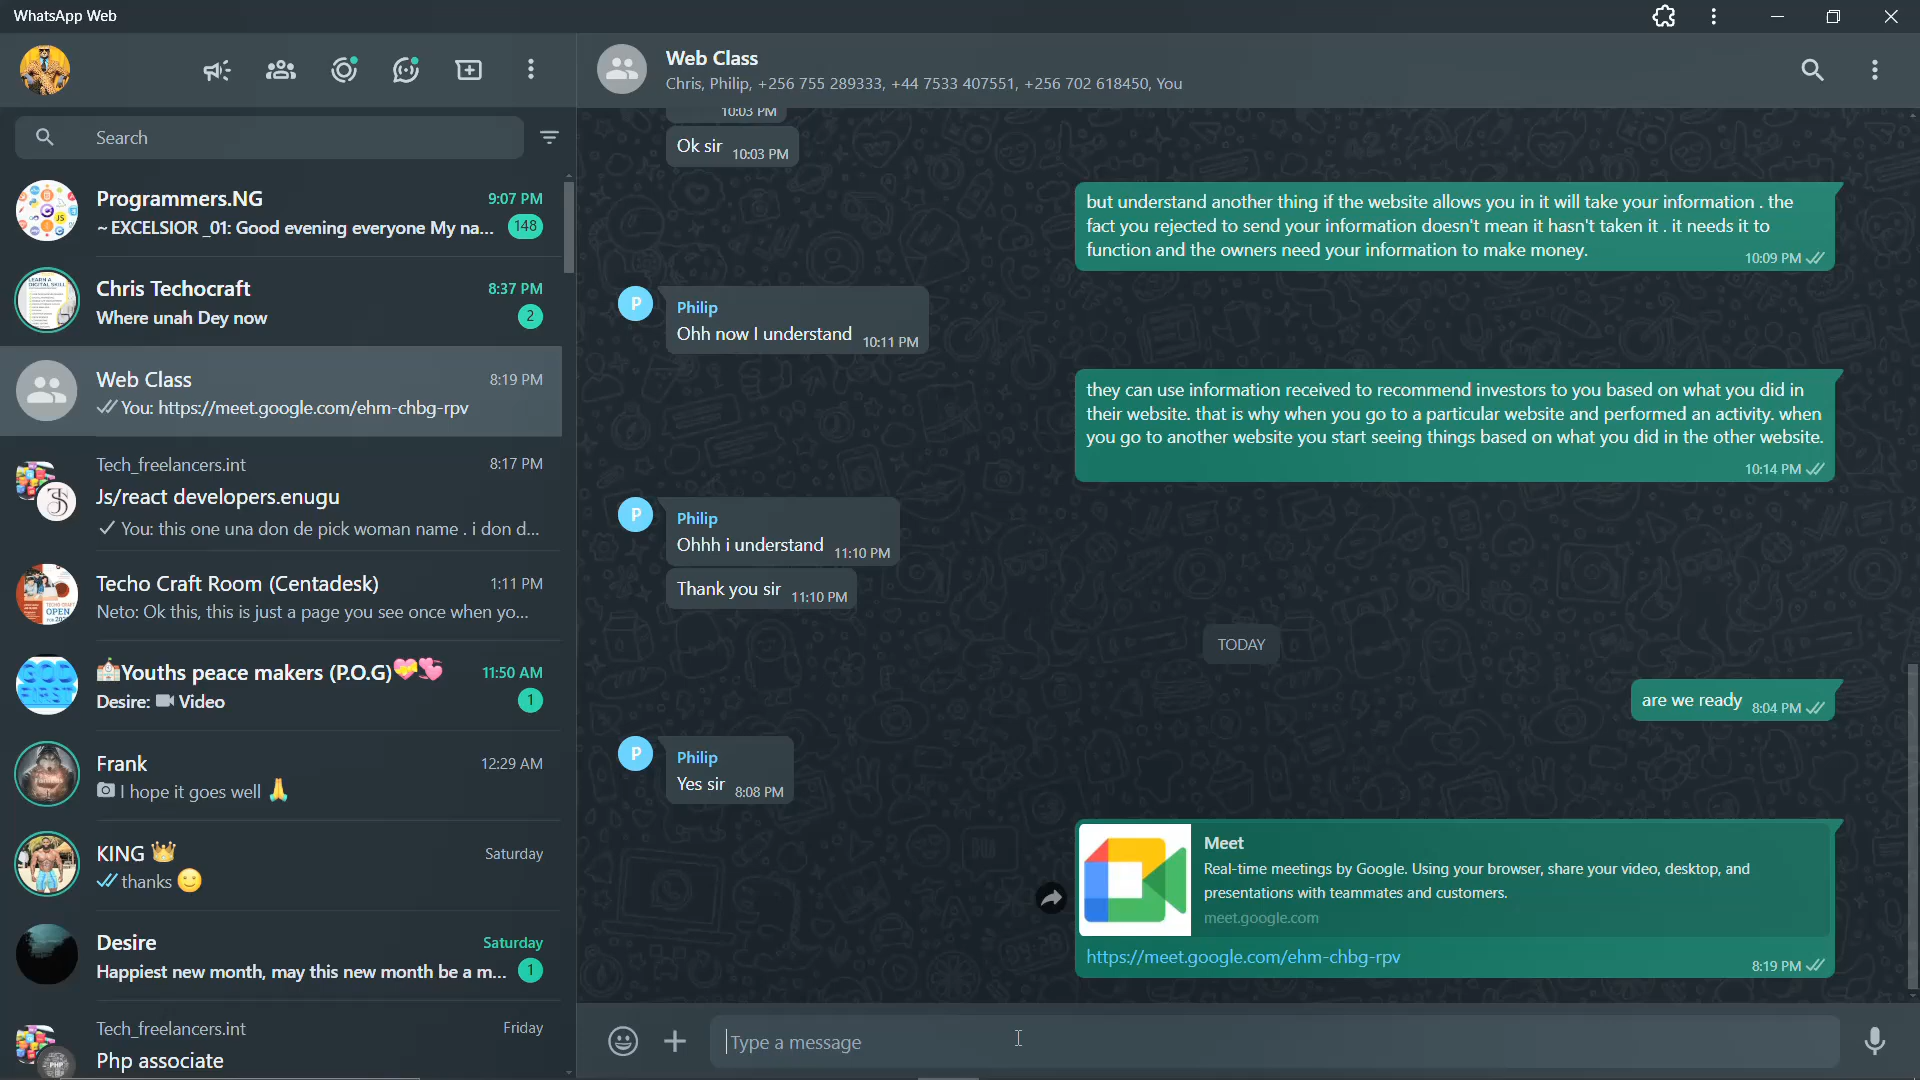 WhatsApp Web
Search
Programmers.NG 9:07 PM
~ EXCELSIOR _01: Good evening everyone My na... 148
Chris Techocraft 8:37 PM
Where unah Dey now 2
Web Class 8:19 PM
You: https://meet.google.com/ehm-chbg-rpv
Tech_freelancers.int 8:17 PM
Js/react developers.enugu
You: this one una don de pick woman name . i don d...
Techo Craft Room (Centadesk) 1:11 PM
Neto: Ok this, this is just a page you see once when yo...
Youths peace makers (P.O.G) 11:50 AM
Desire: Video 1
Frank 12:29 AM
I hope it goes well
KING Saturday
thanks
Desire Saturday
Happiest new month, may this new month be a m... 1
Tech_freelancers.int Friday
Php associate
Web Class
Chris, Philip, +256 755 289333, +44 7533 407551, +256 702 618450, You
10:03 PM
Ok sir 10:03 PM
but understand another thing if the website allows you in it will take your information . the
fact you rejected to send your information doesn't mean it hasn't taken it . it needs it to
function and the owners need your information to make money. 10:09 PM
P Philip
Ohh now I understand 10:11 PM
they can use information received to recommend investors to you based on what you did in
their website. that is why when you go to a particular website and performed an activity. when
you go to another website you start seeing things based on what you did in the other website.
10:14 PM
P Philip
Ohhh i understand 11:10 PM
Thank you sir 11:10 PM
TODAY
are we ready 8:04 PM
P Philip
Yes sir 8:08 PM
Meet
Real-time meetings by Google. Using your browser, share your video, desktop, and
presentations with teammates and customers.
meet.google.com
https://meet.google.com/ehm-chbg-rpv 8:19 PM
Type a message